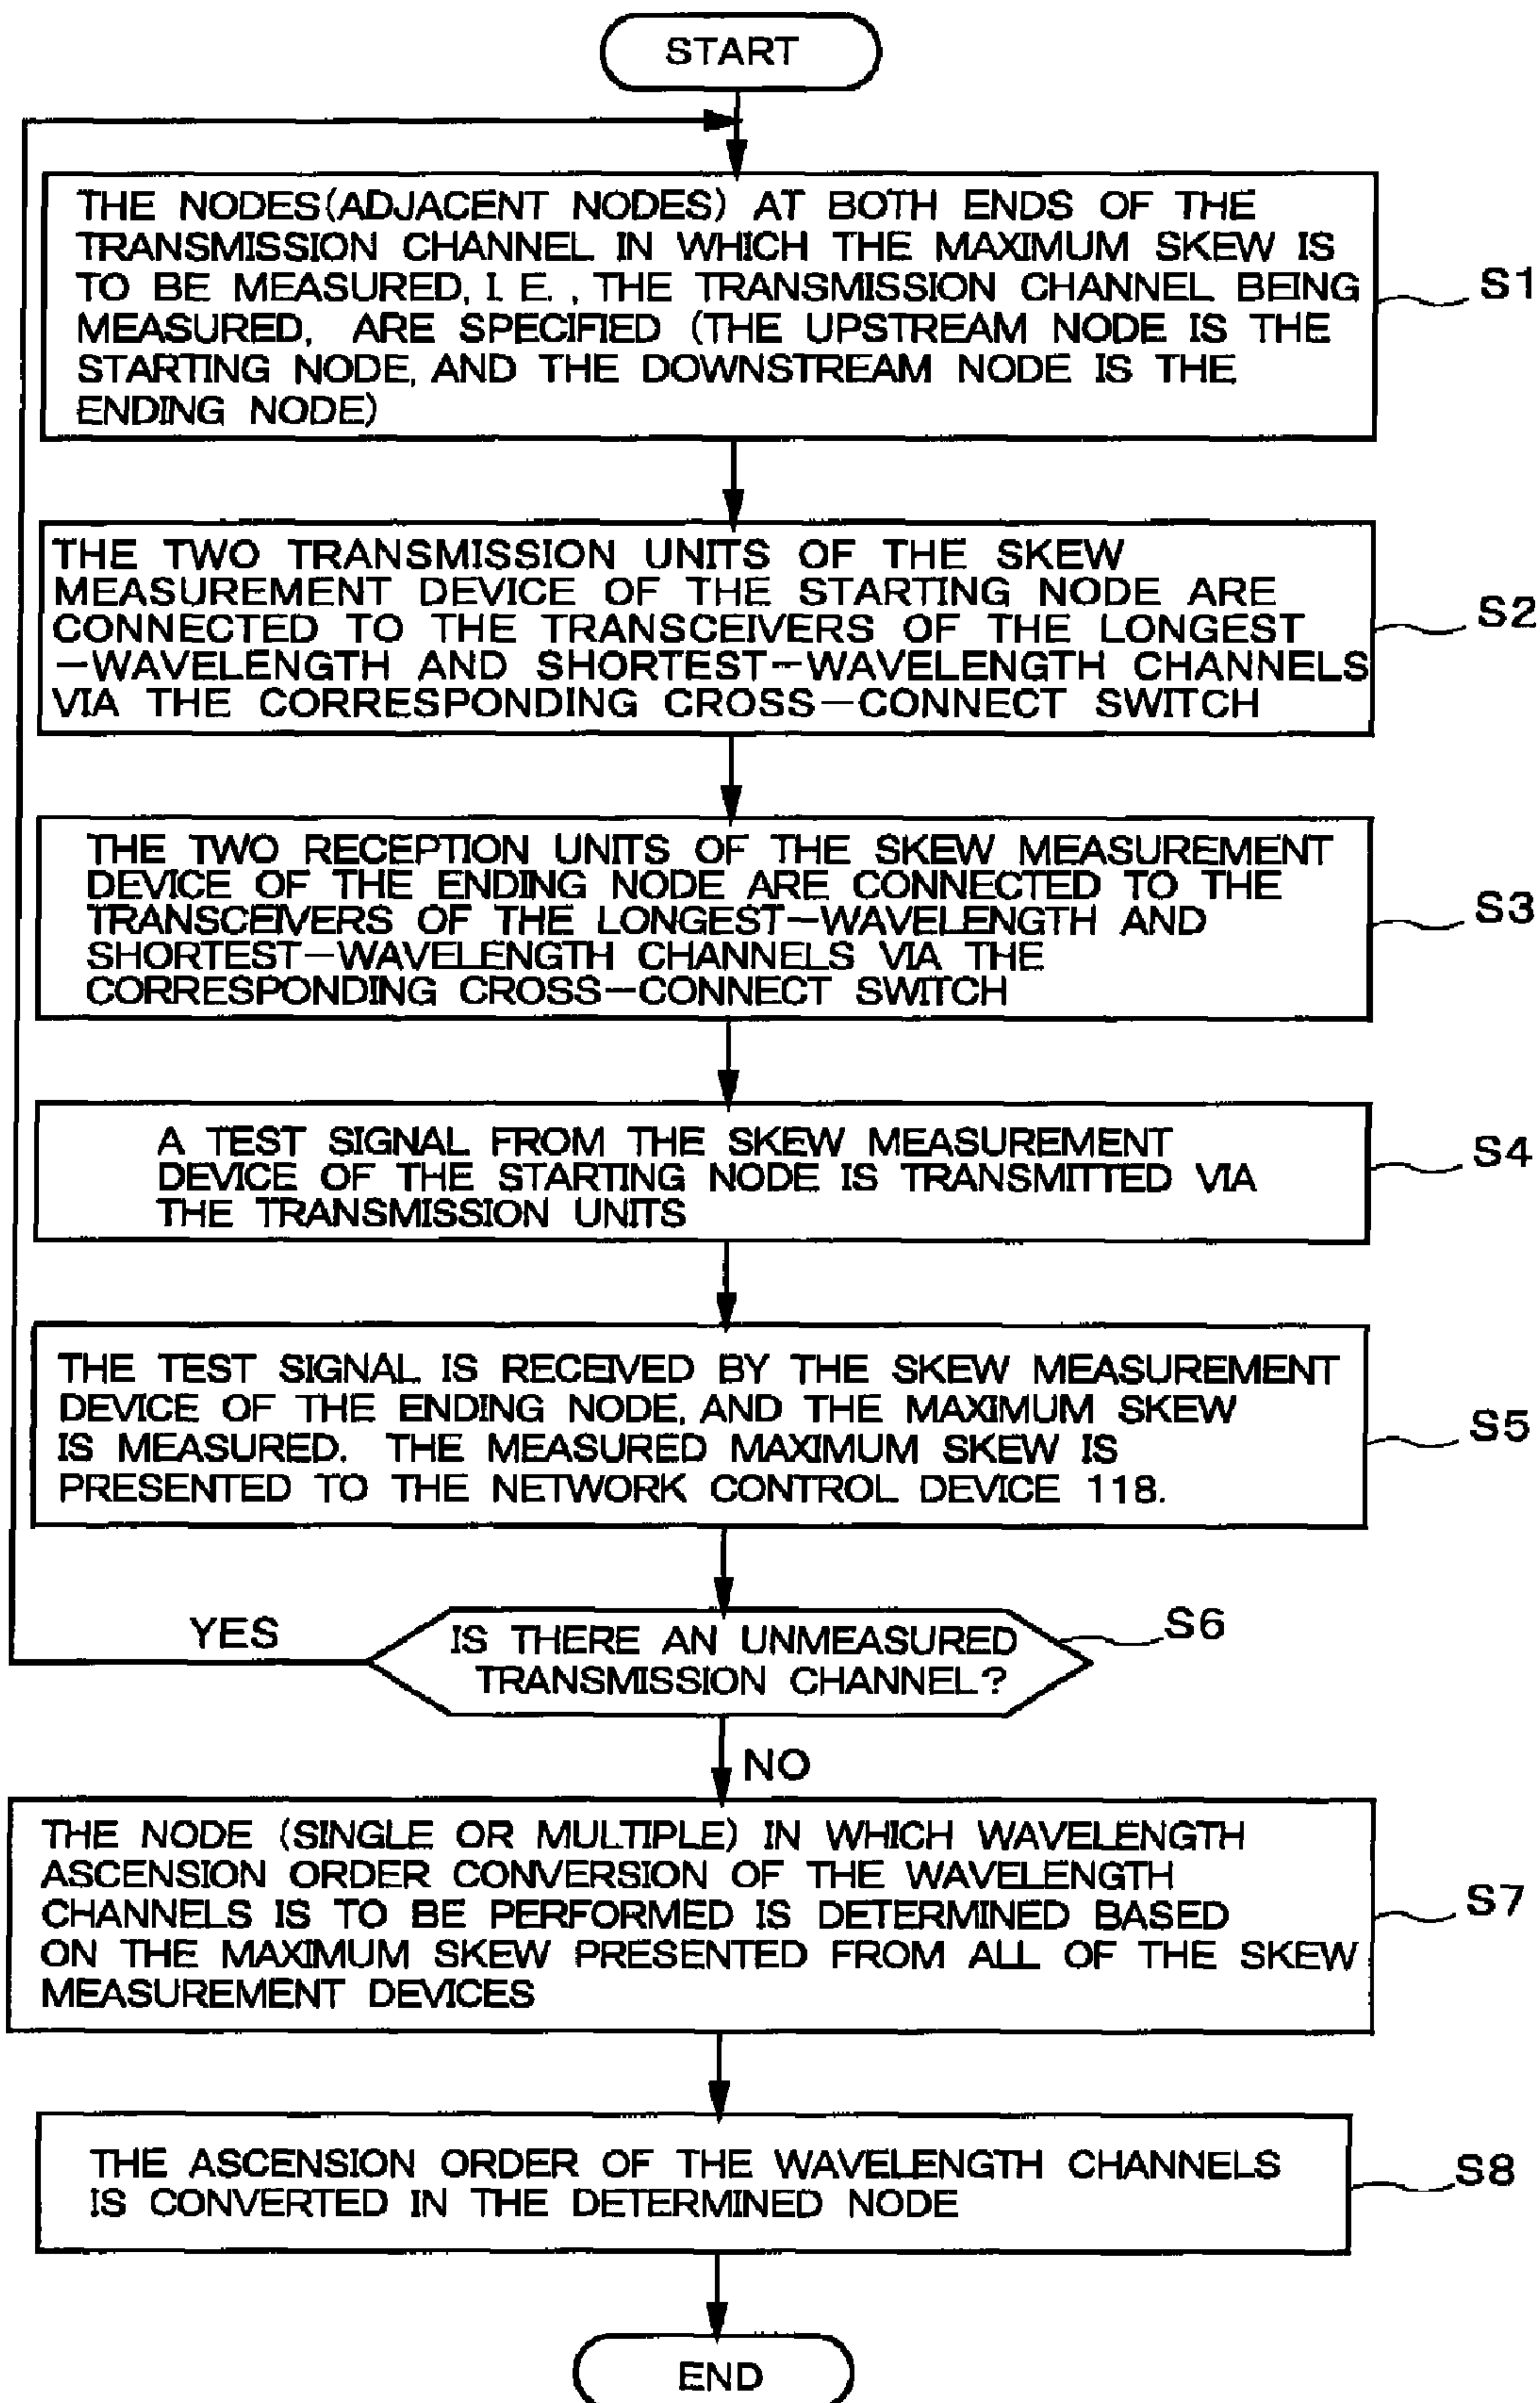 START
THE NODES(ADJACENT NODES) AT BOTH ENDS OF THE
TRANSMISSION CHANNEL IN WHICH THE MAXIMUM SKEW IS
TO BE MEASURED, I. E. , THE TRANSMISSION CHANNEL BEING
MEASURED, ARE SPECIFIED (THE UPSTREAM NODE IS THE
STARTING NODE, AND THE DOWNSTREAM NODE IS THE
ENDING NODE)
S1
THE TWO TRANSMISSION UNITS OF THE SKEW
MEASUREMENT DEVICE OF THE STARTING NODE ARE
CONNECTED TO THE TRANSCEIVERS OF THE LONGEST
-WAVELENGTH AND SHORTEST-WAVELENGTH CHANNELS
VIA THE CORRESPONDING CROSS-CONNECT SWITCH
S2
THE TWO RECEPTION UNITS OF THE SKEW MEASUREMENT
DEVICE OF THE ENDING NODE ARE CONNECTED TO THE
TRANSCEIVERS OF THE LONGEST-WAVELENGTH AND
SHORTEST-WAVELENGTH CHANNELS VIA THE
CORRESPONDING CROSS-CONNECT SWITCH
S3
A TEST SIGNAL FROM THE SKEW MEASUREMENT
DEVICE OF THE STARTING NODE IS TRANSMITTED VIA
THE TRANSMISSION UNITS
S4
THE TEST SIGNAL IS RECEIVED BY THE SKEW MEASUREMENT
DEVICE OF THE ENDING NODE, AND THE MAXIMUM SKEW
IS MEASURED. THE MEASURED MAXIMUM SKEW IS
PRESENTED TO THE NETWORK CONTROL DEVICE 118.
S5
YES
IS THERE AN UNMEASURED
TRANSMISSION CHANNEL?
S6
NO
THE NODE (SINGLE OR MULTIPLE) IN WHICH WAVELENGTH
ASCENSION ORDER CONVERSION OF THE WAVELENGTH
CHANNELS IS TO BE PERFORMED IS DETERMINED BASED
ON THE MAXIMUM SKEW PRESENTED FROM ALL OF THE SKEW
MEASUREMENT DEVICES
S7
THE ASCENSION ORDER OF THE WAVELENGTH CHANNELS
IS CONVERTED IN THE DETERMINED NODE
S8
END